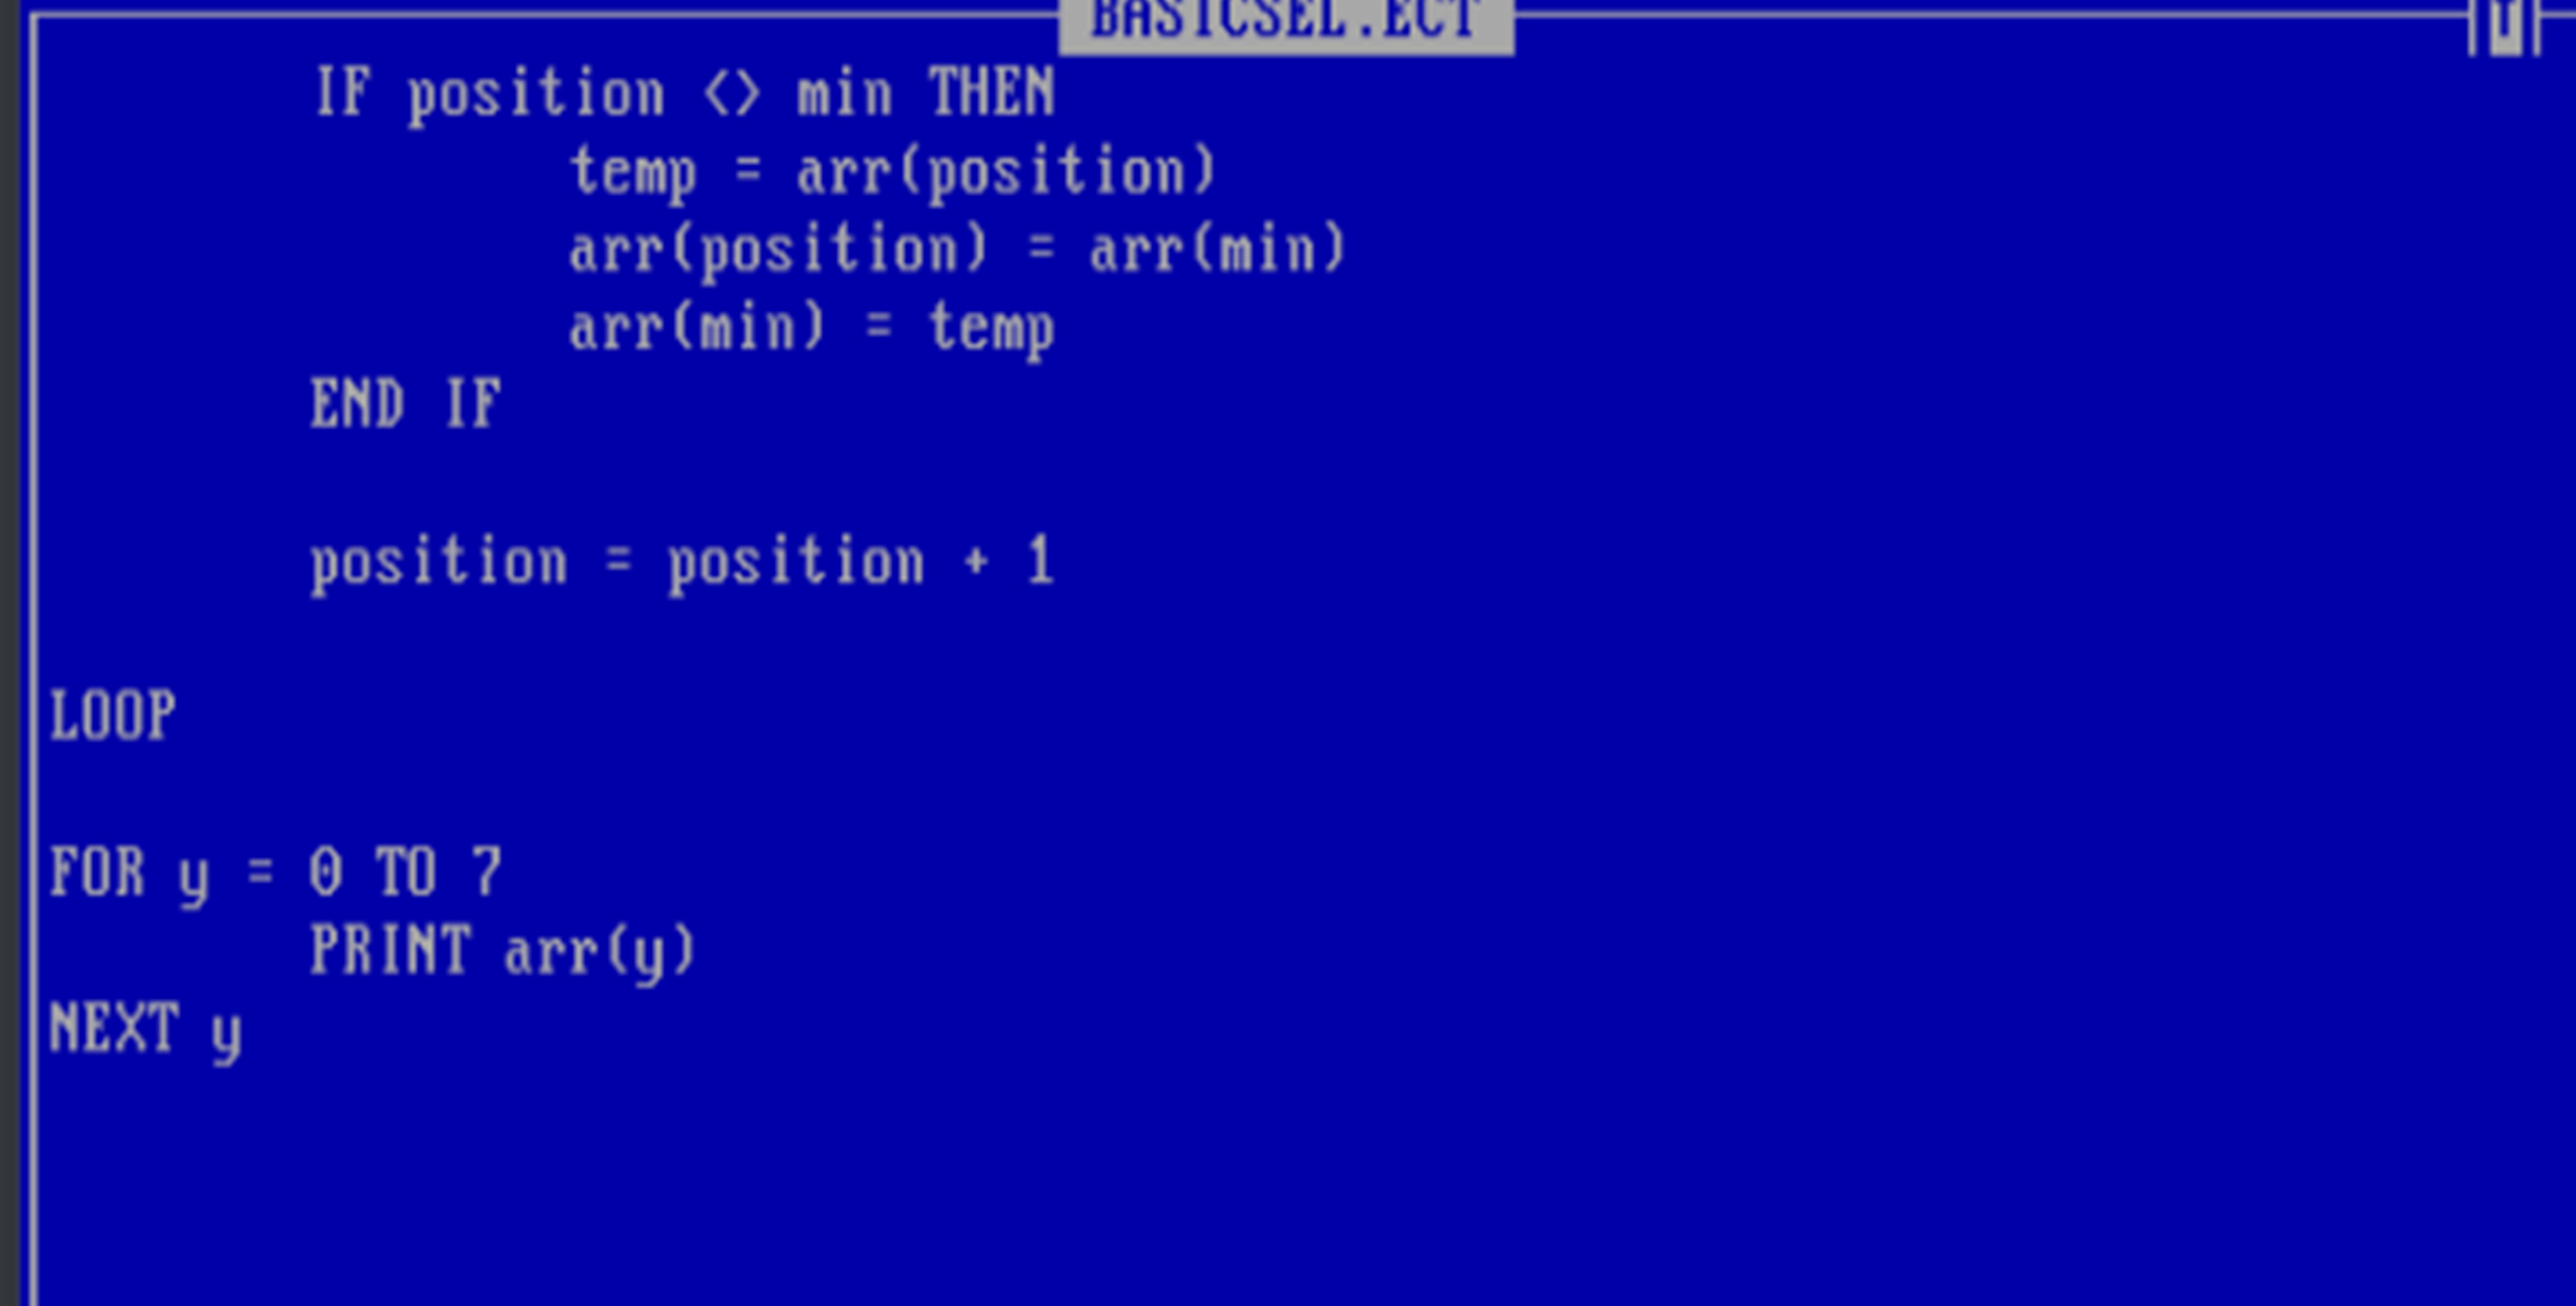 BASICSEL.ECT
IF position <> min THEN
temp = arr(position)
arr(position) = arr(min)
arr(min) = temp
END IF
position = position + 1
LOOP
FOR y = 0 TO 7
PRINT arr(y)
NEXT y